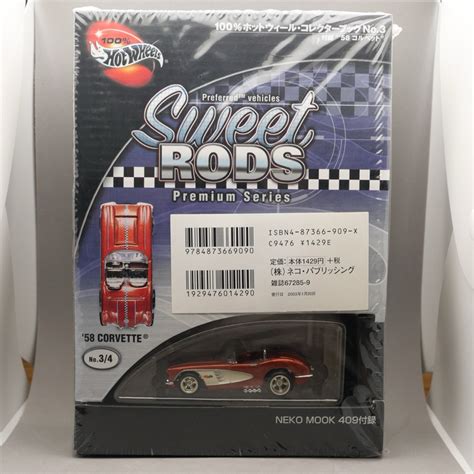 100%
Hot Wheels
100%ホットウィール・コレクターブックNo.3
'58 コルベット
Preferred™ vehicles
Sweet
RODS
Premium Series
ISBN4-87366-909-X
C9476 ¥1429E
9784873669090
定価:本体1429円 +税
(株)ネコ・パブリッシング
雑誌67285-9
1929476014290
'58 CORVETTE
No.3/4
NEKO MOOK 409付録